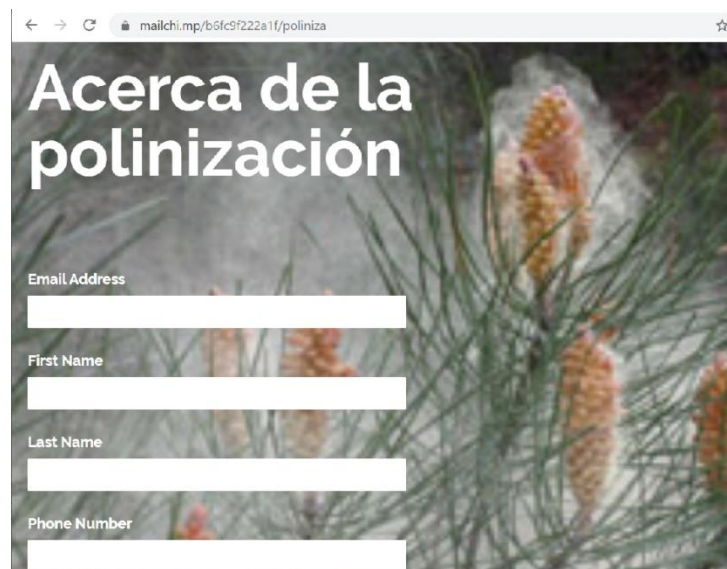 mailchi.mp/b6fc9f222a1f/poliniza
Acerca de la
polinización
Email Address
First Name
Last Name
Phone Number